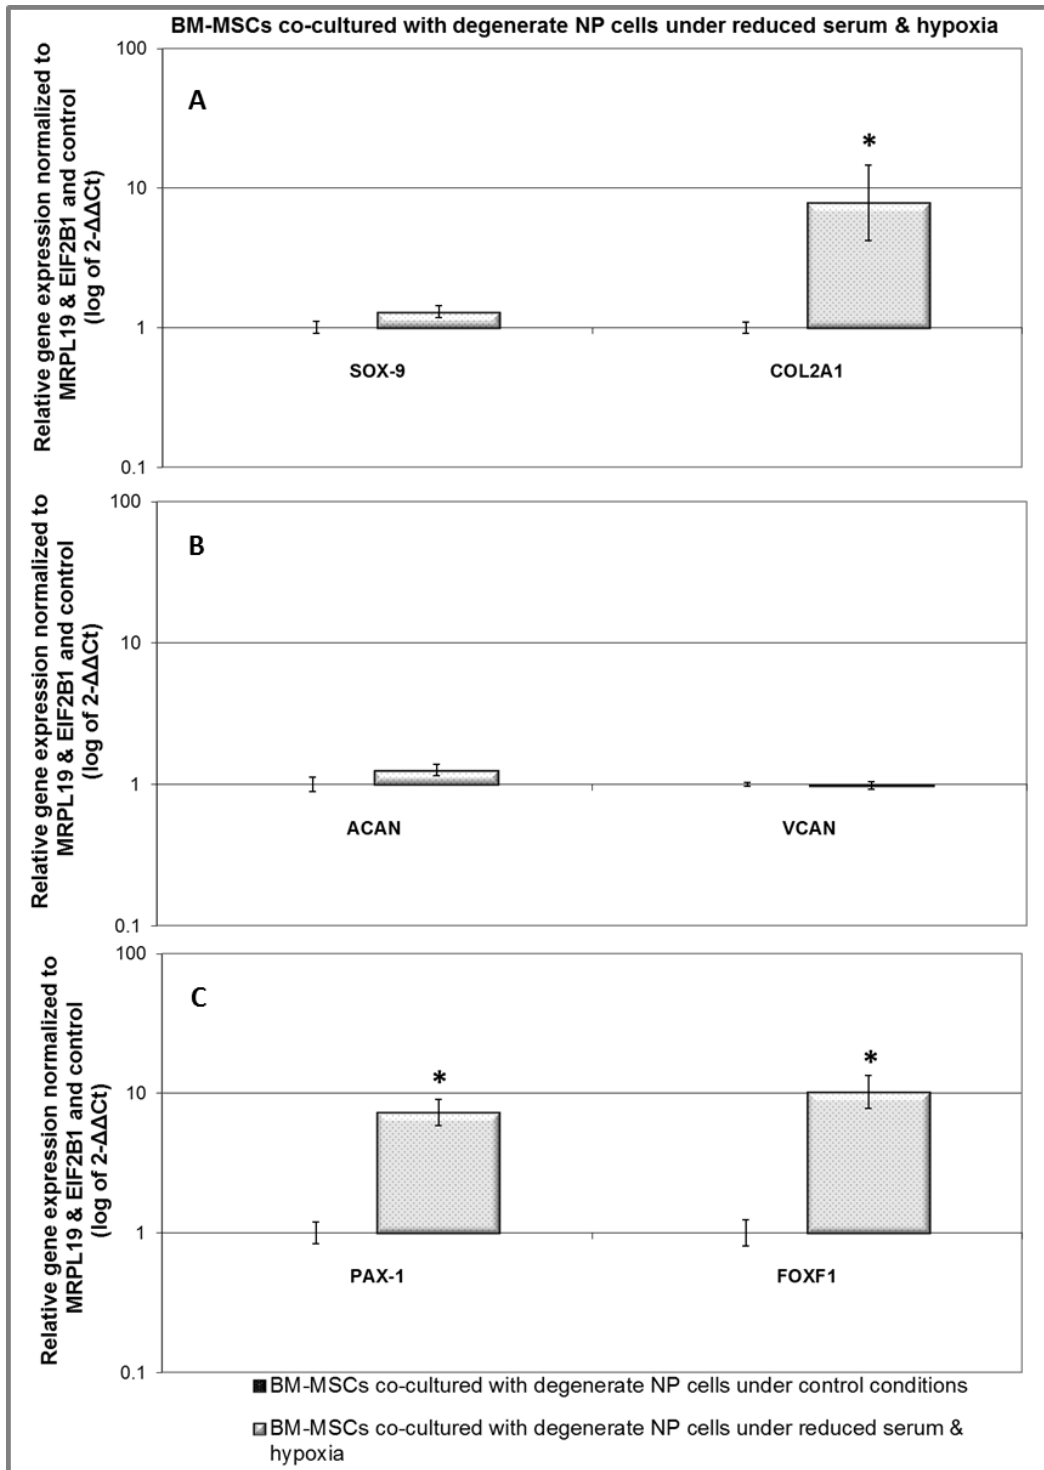 BM-MSCs co-cultured with degenerate NP cells under reduced serum & hypoxia
Relative gene expression normalized to
MRPL19 & EIF2B1 and control
(log of 2-ΔΔCt)
100
10
1
0.1
A
*
SOX-9
COL2A1
Relative gene expression normalized to
MRPL19 & EIF2B1 and control
(log of 2-ΔΔCt)
100
10
1
0.1
B
ACAN
VCAN
Relative gene expression normalized to
MRPL19 & EIF2B1 and control
(log of 2-ΔΔCt)
100
10
1
0.1
C
*
*
PAX-1
FOXF1
BM-MSCs co-cultured with degenerate NP cells under control conditions
BM-MSCs co-cultured with degenerate NP cells under reduced serum &
hypoxia